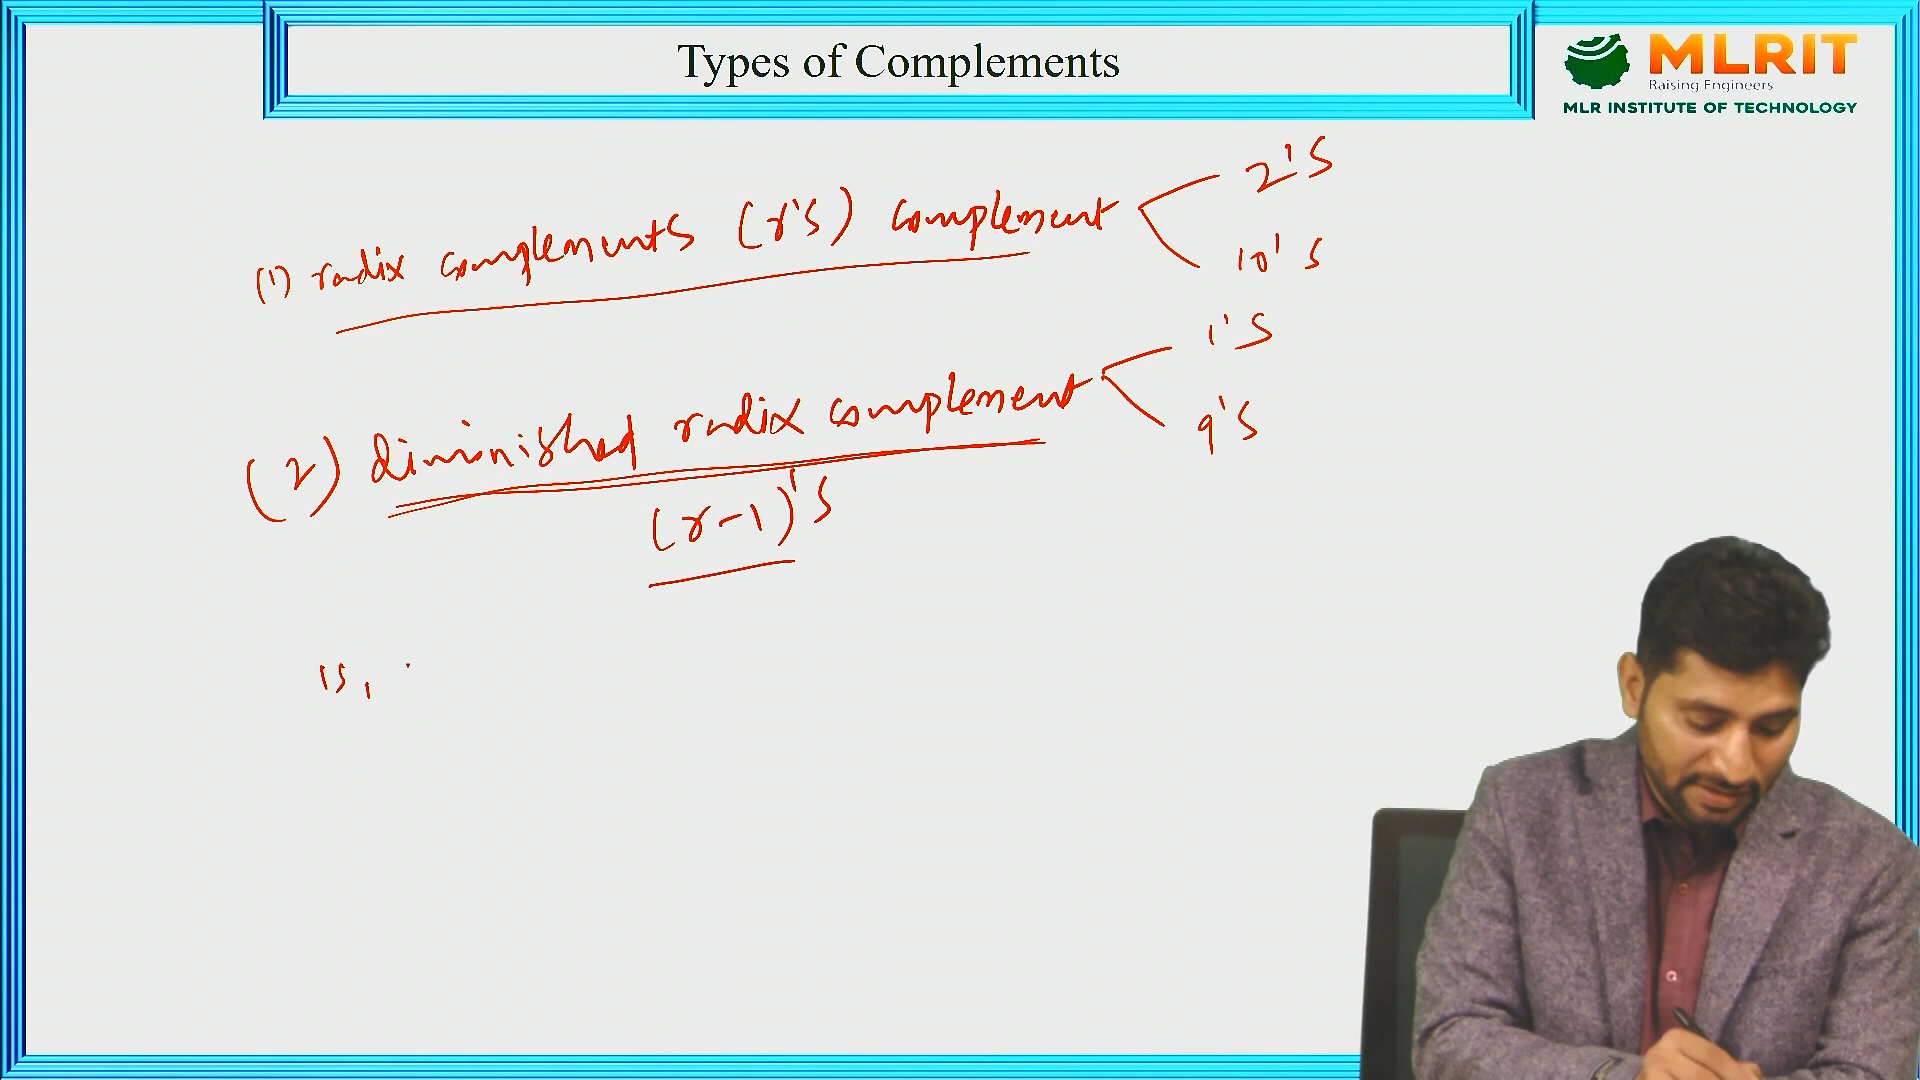 Types of Complements
MLRIT
Raising Engineers
MLR INSTITUTE OF TECHNOLOGY
(1) radix complements (r's) complement
2's
10's
(2) diminished radix complement
1's
9's
(r-1)'s
1s,